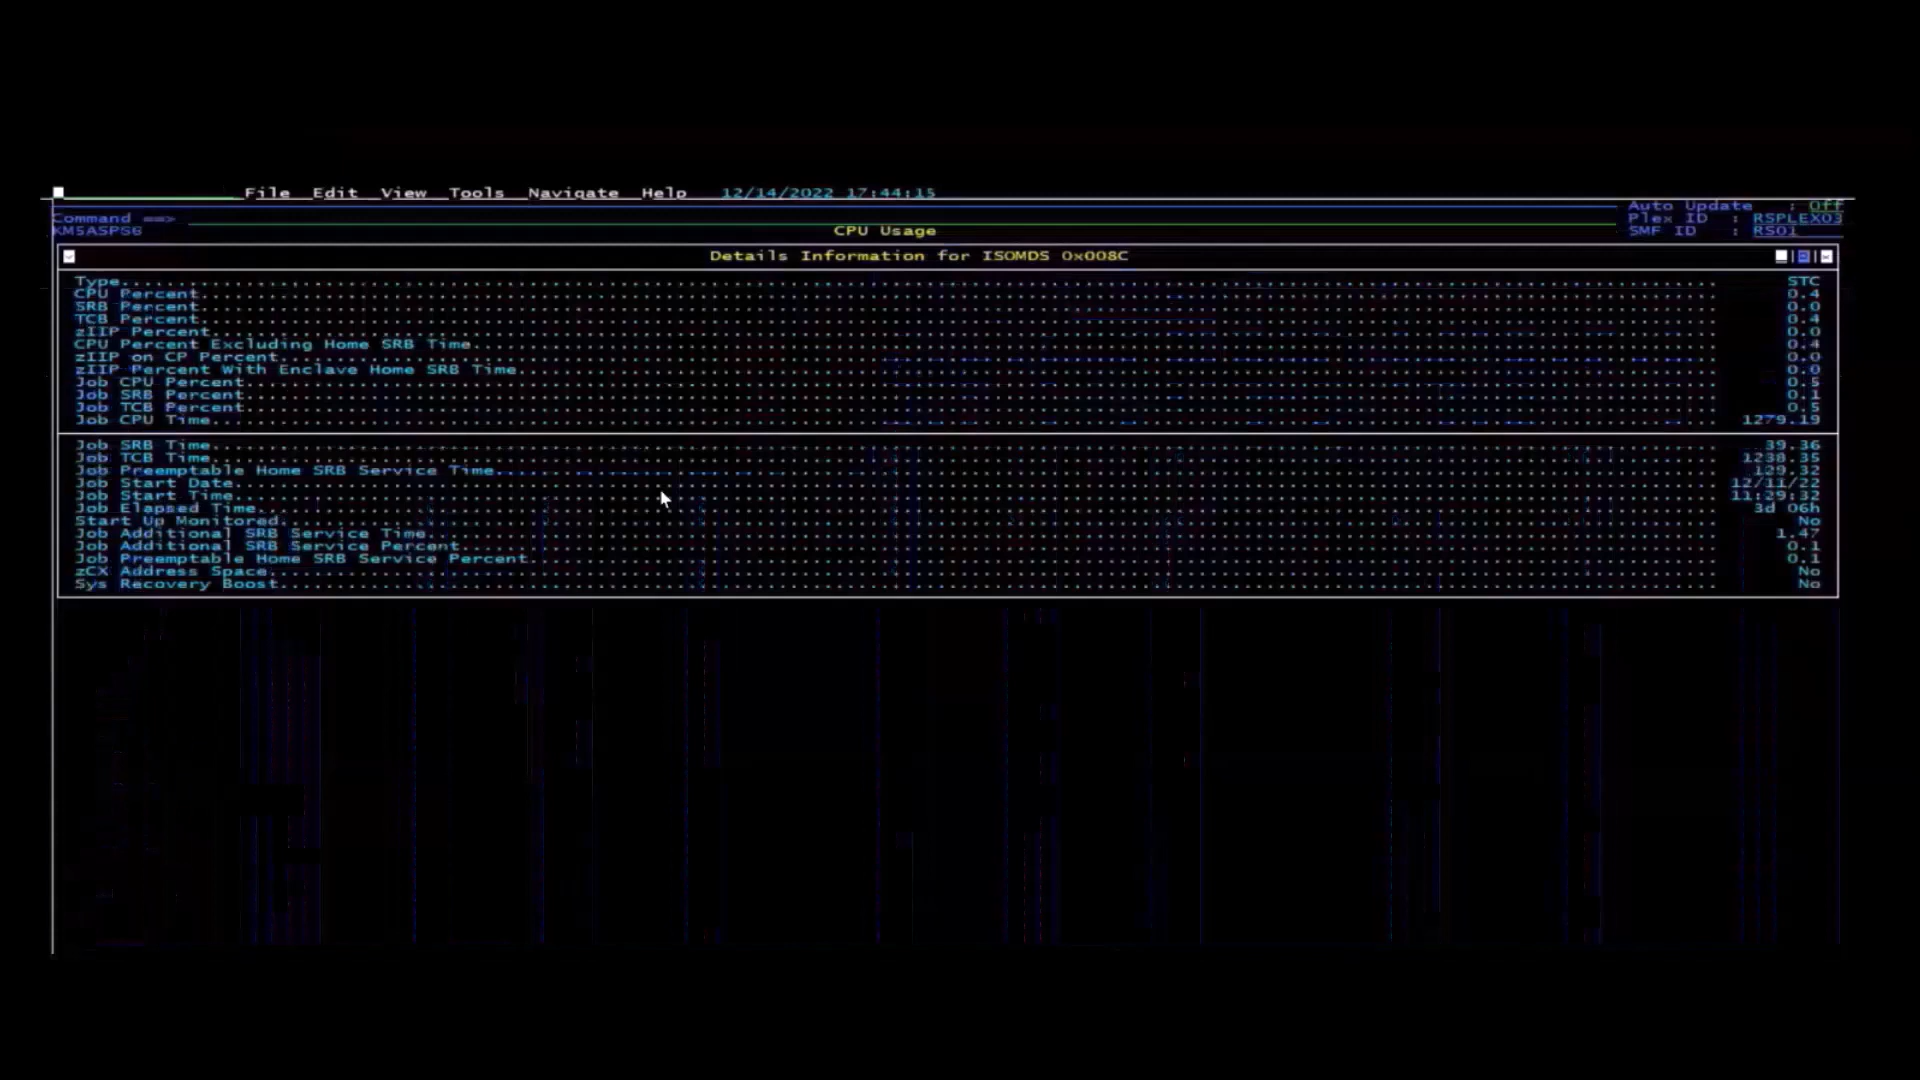 File Edit View Tools Navigate Help 12/14/2022 17:44:15
Auto Update : Off
Command ==>
Plex ID : RSPLEX03
KM5ASPS6 CPU Usage SMF ID : RS01
Details Information for ISOMDS 0x008C
Type STC
CPU Percent 0.4
SRB Percent 0.0
TCB Percent 0.4
zIIP Percent 0.0
CPU Percent Excluding Home SRB Time 0.4
zIIP on CP Percent 0.0
zIIP Percent With Enclave Home SRB Time 0.0
Job CPU Percent 0.5
Job SRB Percent 0.1
Job TCB Percent 0.5
Job CPU Time 1279.19
Job SRB Time 39.36
Job TCB Time 1238.35
Job Preemptable Home SRB Service Time 129.32
Job Start Date 12/11/22
Job Start Time 11:29:32
Job Elapsed Time 3d 06h
Start Up Monitored No
Job Additional SRB Service Time 1.47
Job Additional SRB Service Percent 0.1
Job Preemptable Home SRB Service Percent 0.1
zCX Address Space No
Sys Recovery Boost No